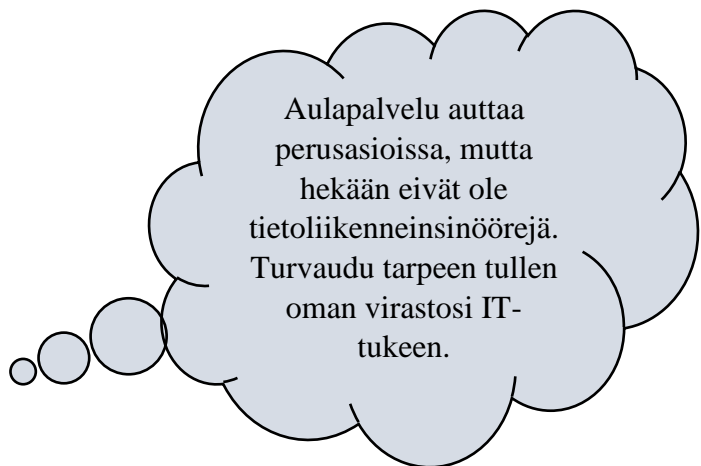 Aulapalvelu auttaa
perusasioissa, mutta
hekään eivät ole
tietoliikenneinsinöörejä.
Turvaudu tarpeen tullen
oman virastosi IT-
tukeen.